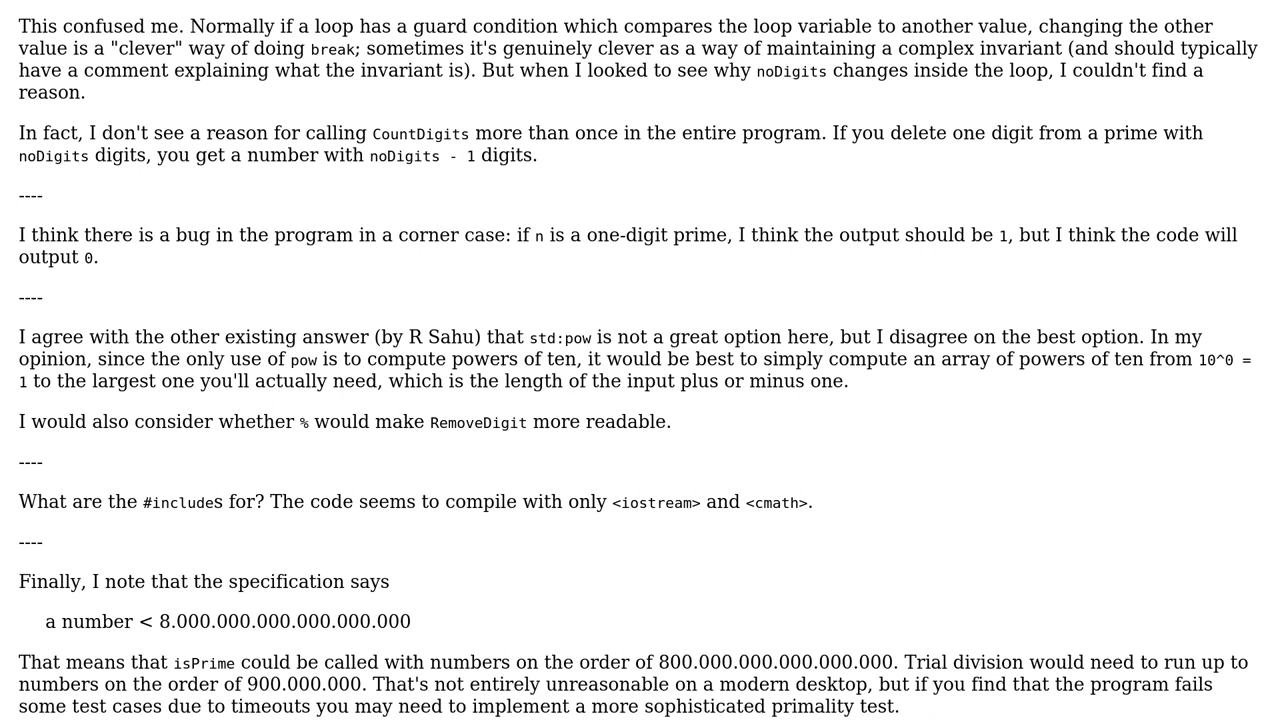 This confused me. Normally if a loop has a guard condition which compares the loop variable to another value, changing the other
value is a "clever" way of doing break; sometimes it's genuinely clever as a way of maintaining a complex invariant (and should typically
have a comment explaining what the invariant is). But when I looked to see why noDigits changes inside the loop, I couldn't find a
reason.
In fact, I don't see a reason for calling CountDigits more than once in the entire program. If you delete one digit from a prime with
noDigits digits, you get a number with noDigits - 1 digits.
----
I think there is a bug in the program in a corner case: if n is a one-digit prime, I think the output should be 1, but I think the code will
output 0.
----
I agree with the other existing answer (by R Sahu) that std:pow is not a great option here, but I disagree on the best option. In my
opinion, since the only use of pow is to compute powers of ten, it would be best to simply compute an array of powers of ten from 10^0 =
1 to the largest one you'll actually need, which is the length of the input plus or minus one.
I would also consider whether % would make RemoveDigit more readable.
----
What are the #includes for? The code seems to compile with only <iostream> and <cmath>.
----
Finally, I note that the specification says
a number < 8.000.000.000.000.000.000
That means that isPrime could be called with numbers on the order of 800.000.000.000.000.000. Trial division would need to run up to
numbers on the order of 900.000.000. That's not entirely unreasonable on a modern desktop, but if you find that the program fails
some test cases due to timeouts you may need to implement a more sophisticated primality test.